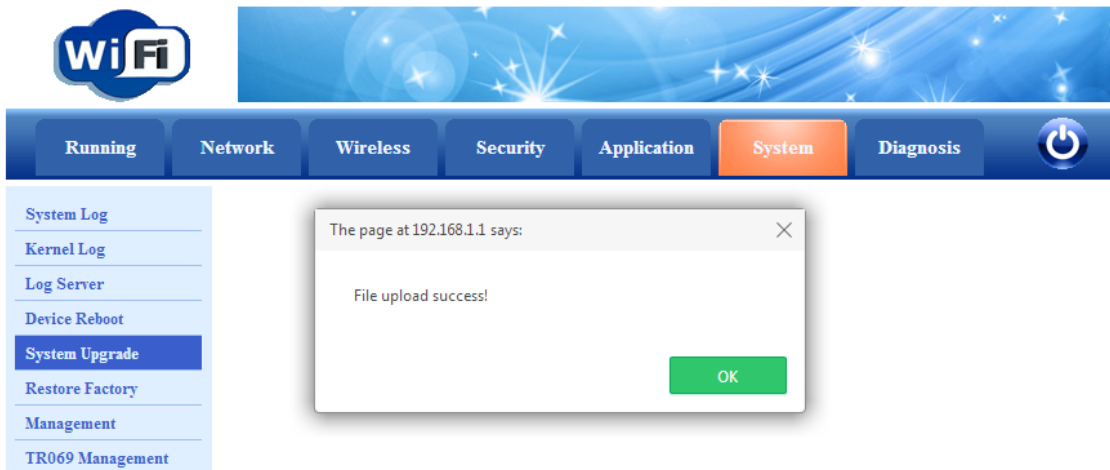 WiFi
Running Network Wireless Security Application System Diagnosis
System Log
Kernel Log
Log Server
Device Reboot
System Upgrade
Restore Factory
Management
TR069 Management
The page at 192.168.1.1 says:
File upload success!
OK